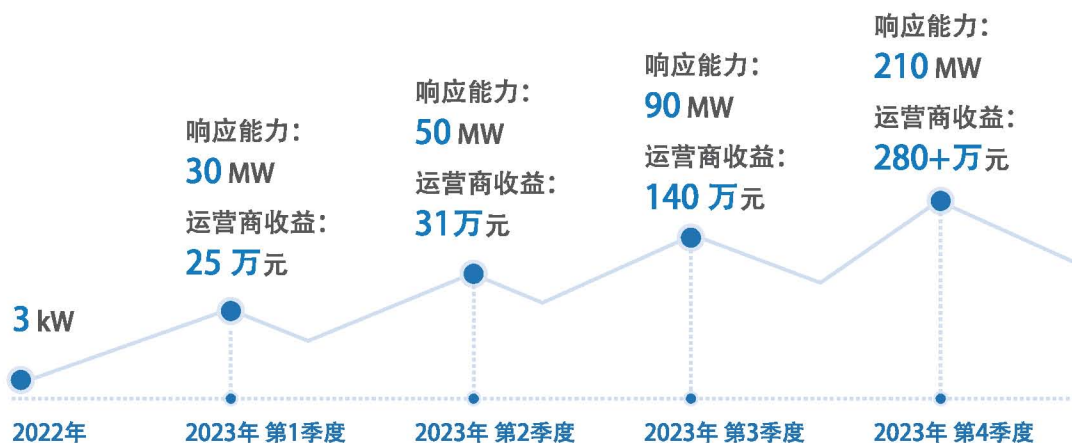 3 kW
2022年
响应能力：
30 MW
运营商收益：
25 万元
2023年 第1季度
响应能力：
50 MW
运营商收益：
31万元
2023年 第2季度
响应能力：
90 MW
运营商收益：
140 万元
2023年 第3季度
响应能力：
210 MW
运营商收益：
280+万元
2023年 第4季度